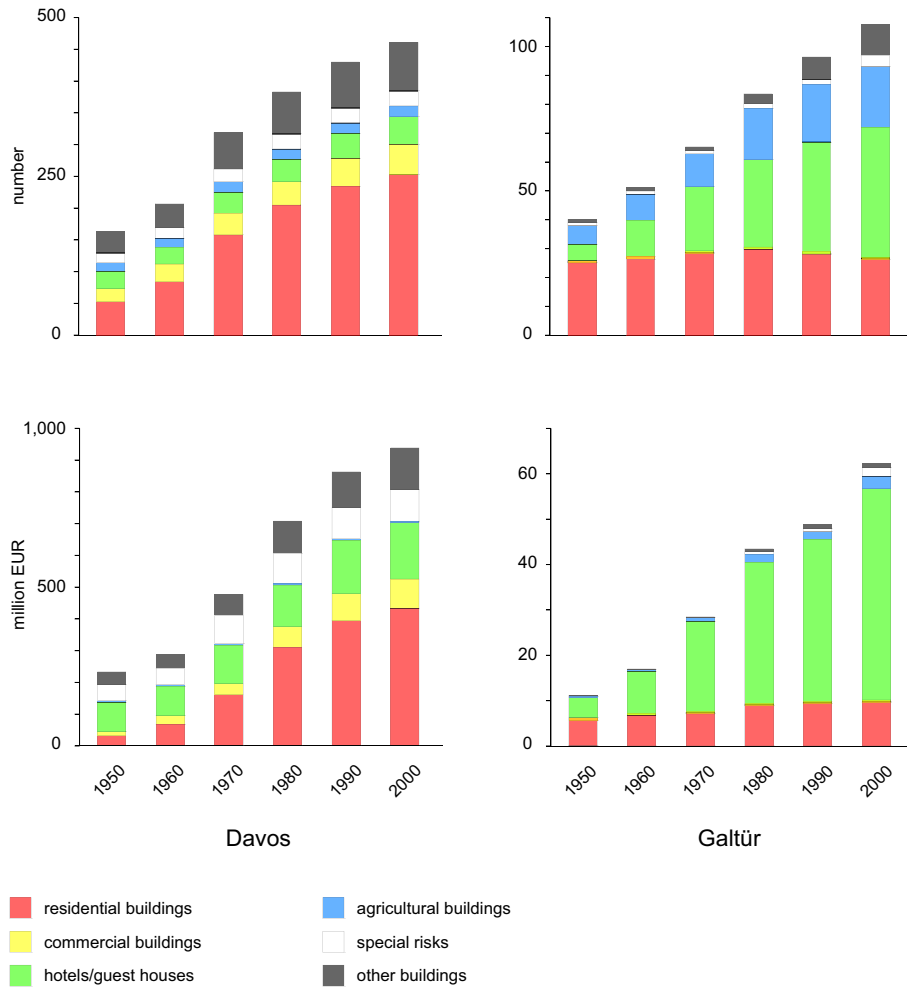 500
250
0
number
100
50
0
1,000
500
0
million EUR
1950
1960
1970
1980
1990
2000
Davos
60
40
20
0
1950
1960
1970
1980
1990
2000
Galtür
residential buildings
commercial buildings
hotels/guest houses
agricultural buildings
special risks
other buildings